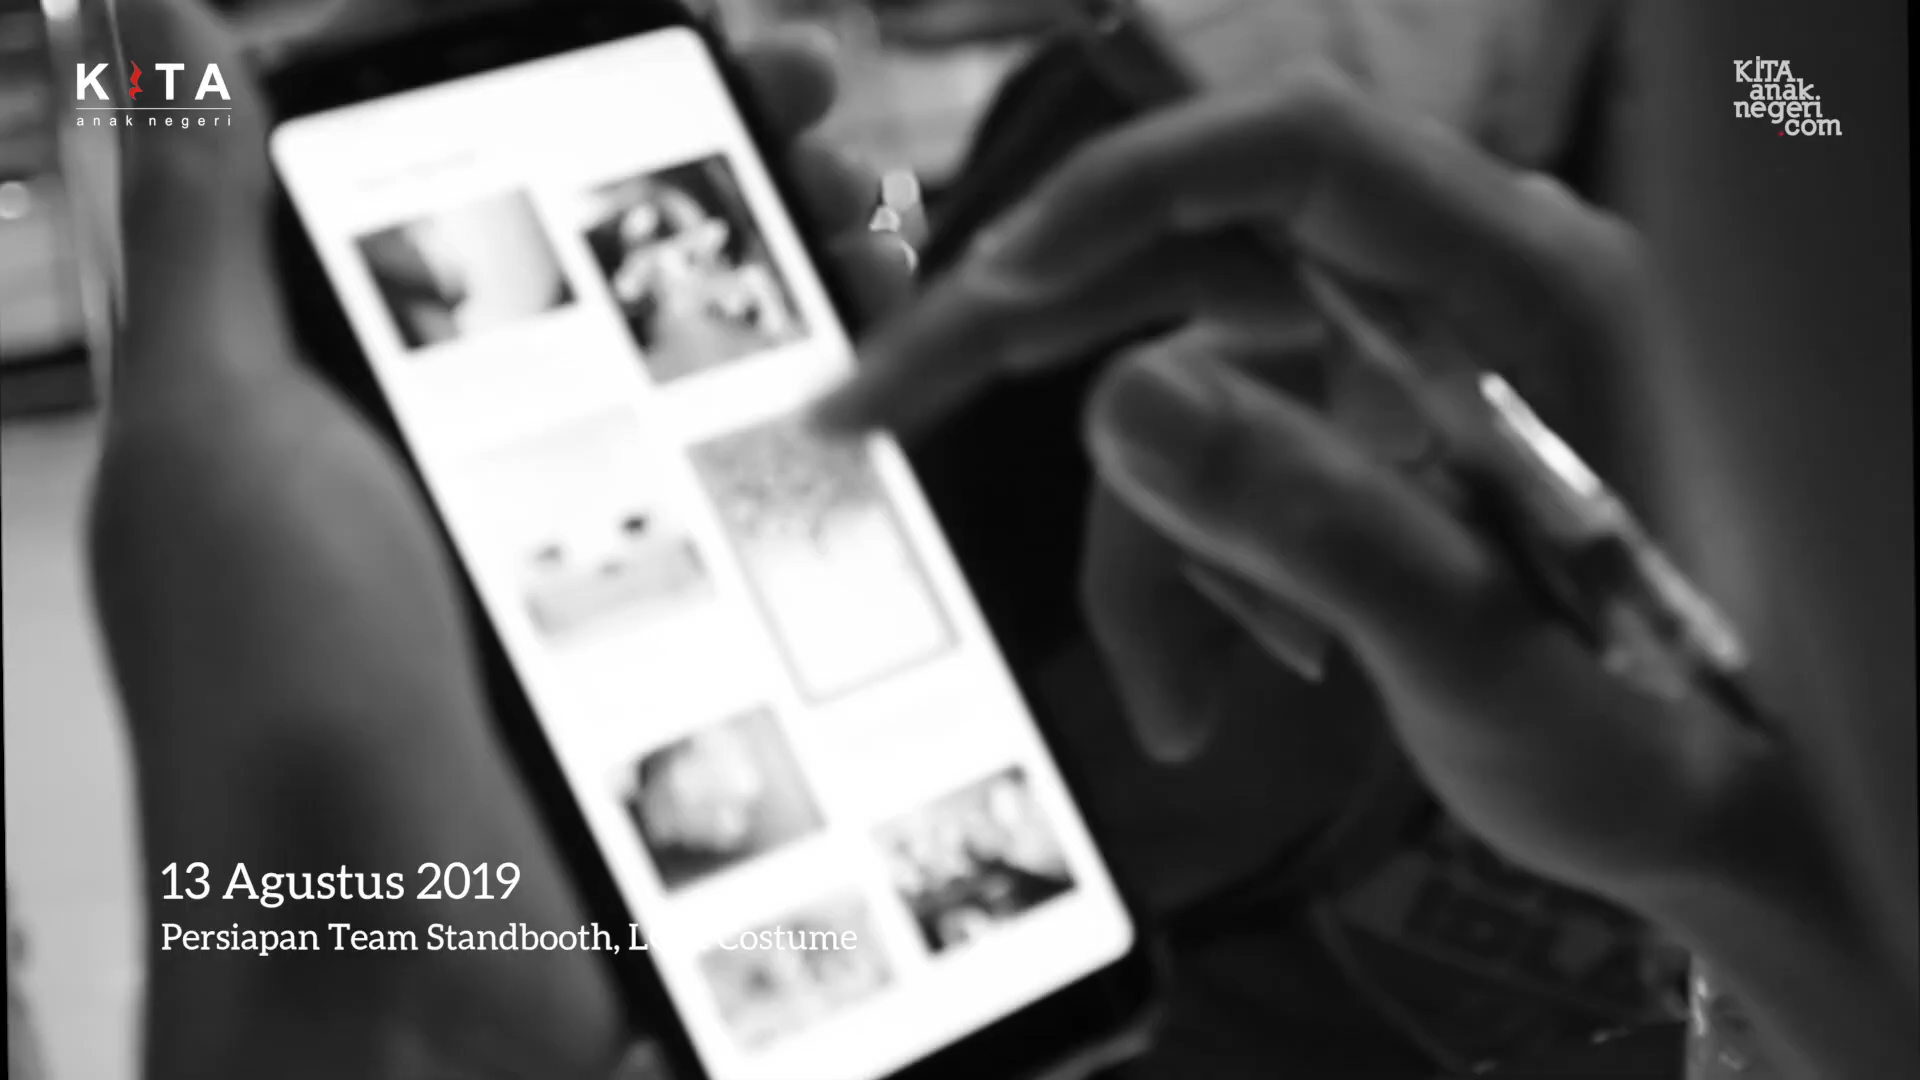 KITA
anak negeri
KiTA
anak
negeri
.com
13 Agustus 2019
Persiapan Team Standbooth, Costume